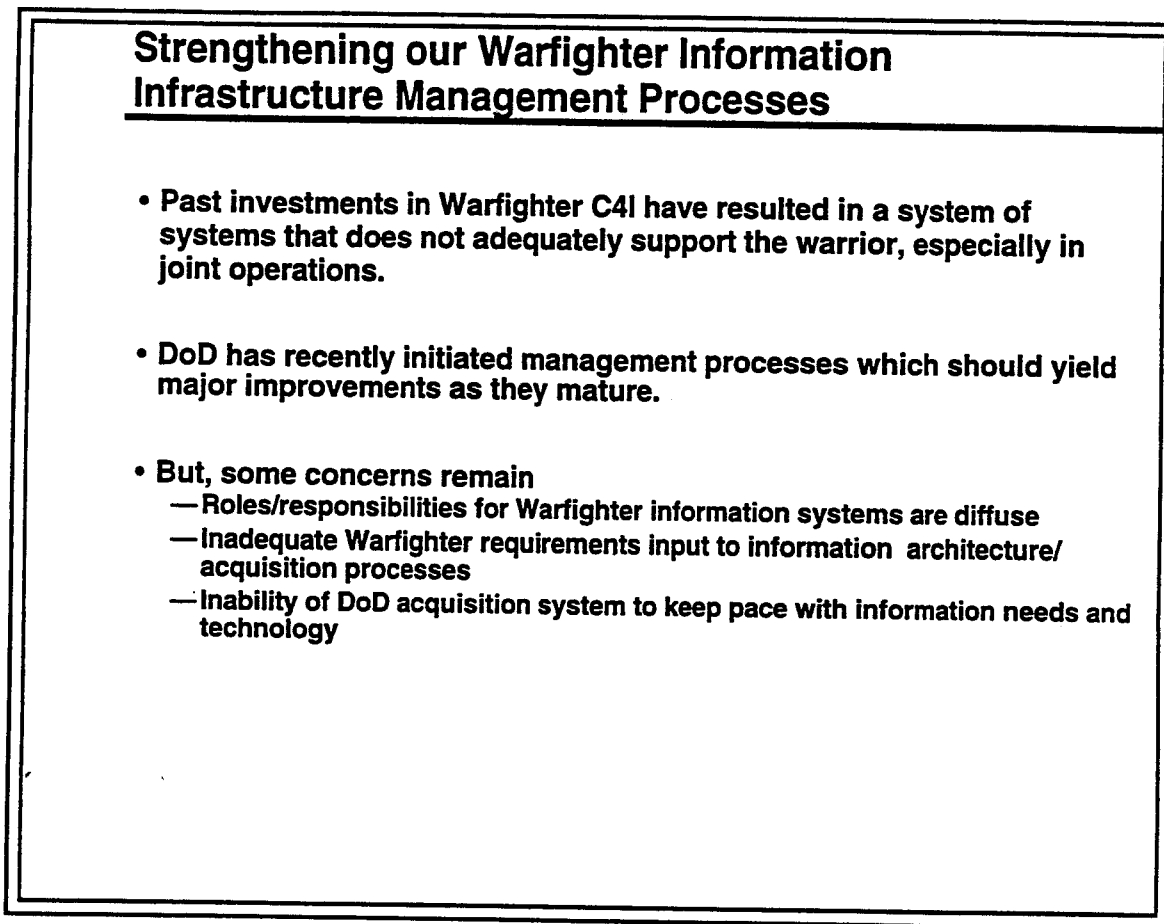 Strengthening our Warfighter Information
Infrastructure Management Processes
• Past investments in Warfighter C4I have resulted in a system of
systems that does not adequately support the warrior, especially in
joint operations.
• DoD has recently initiated management processes which should yield
major improvements as they mature.
• But, some concerns remain
— Roles/responsibilities for Warfighter information systems are diffuse
— Inadequate Warfighter requirements input to information architecture/
acquisition processes
— Inability of DoD acquisition system to keep pace with information needs and
technology